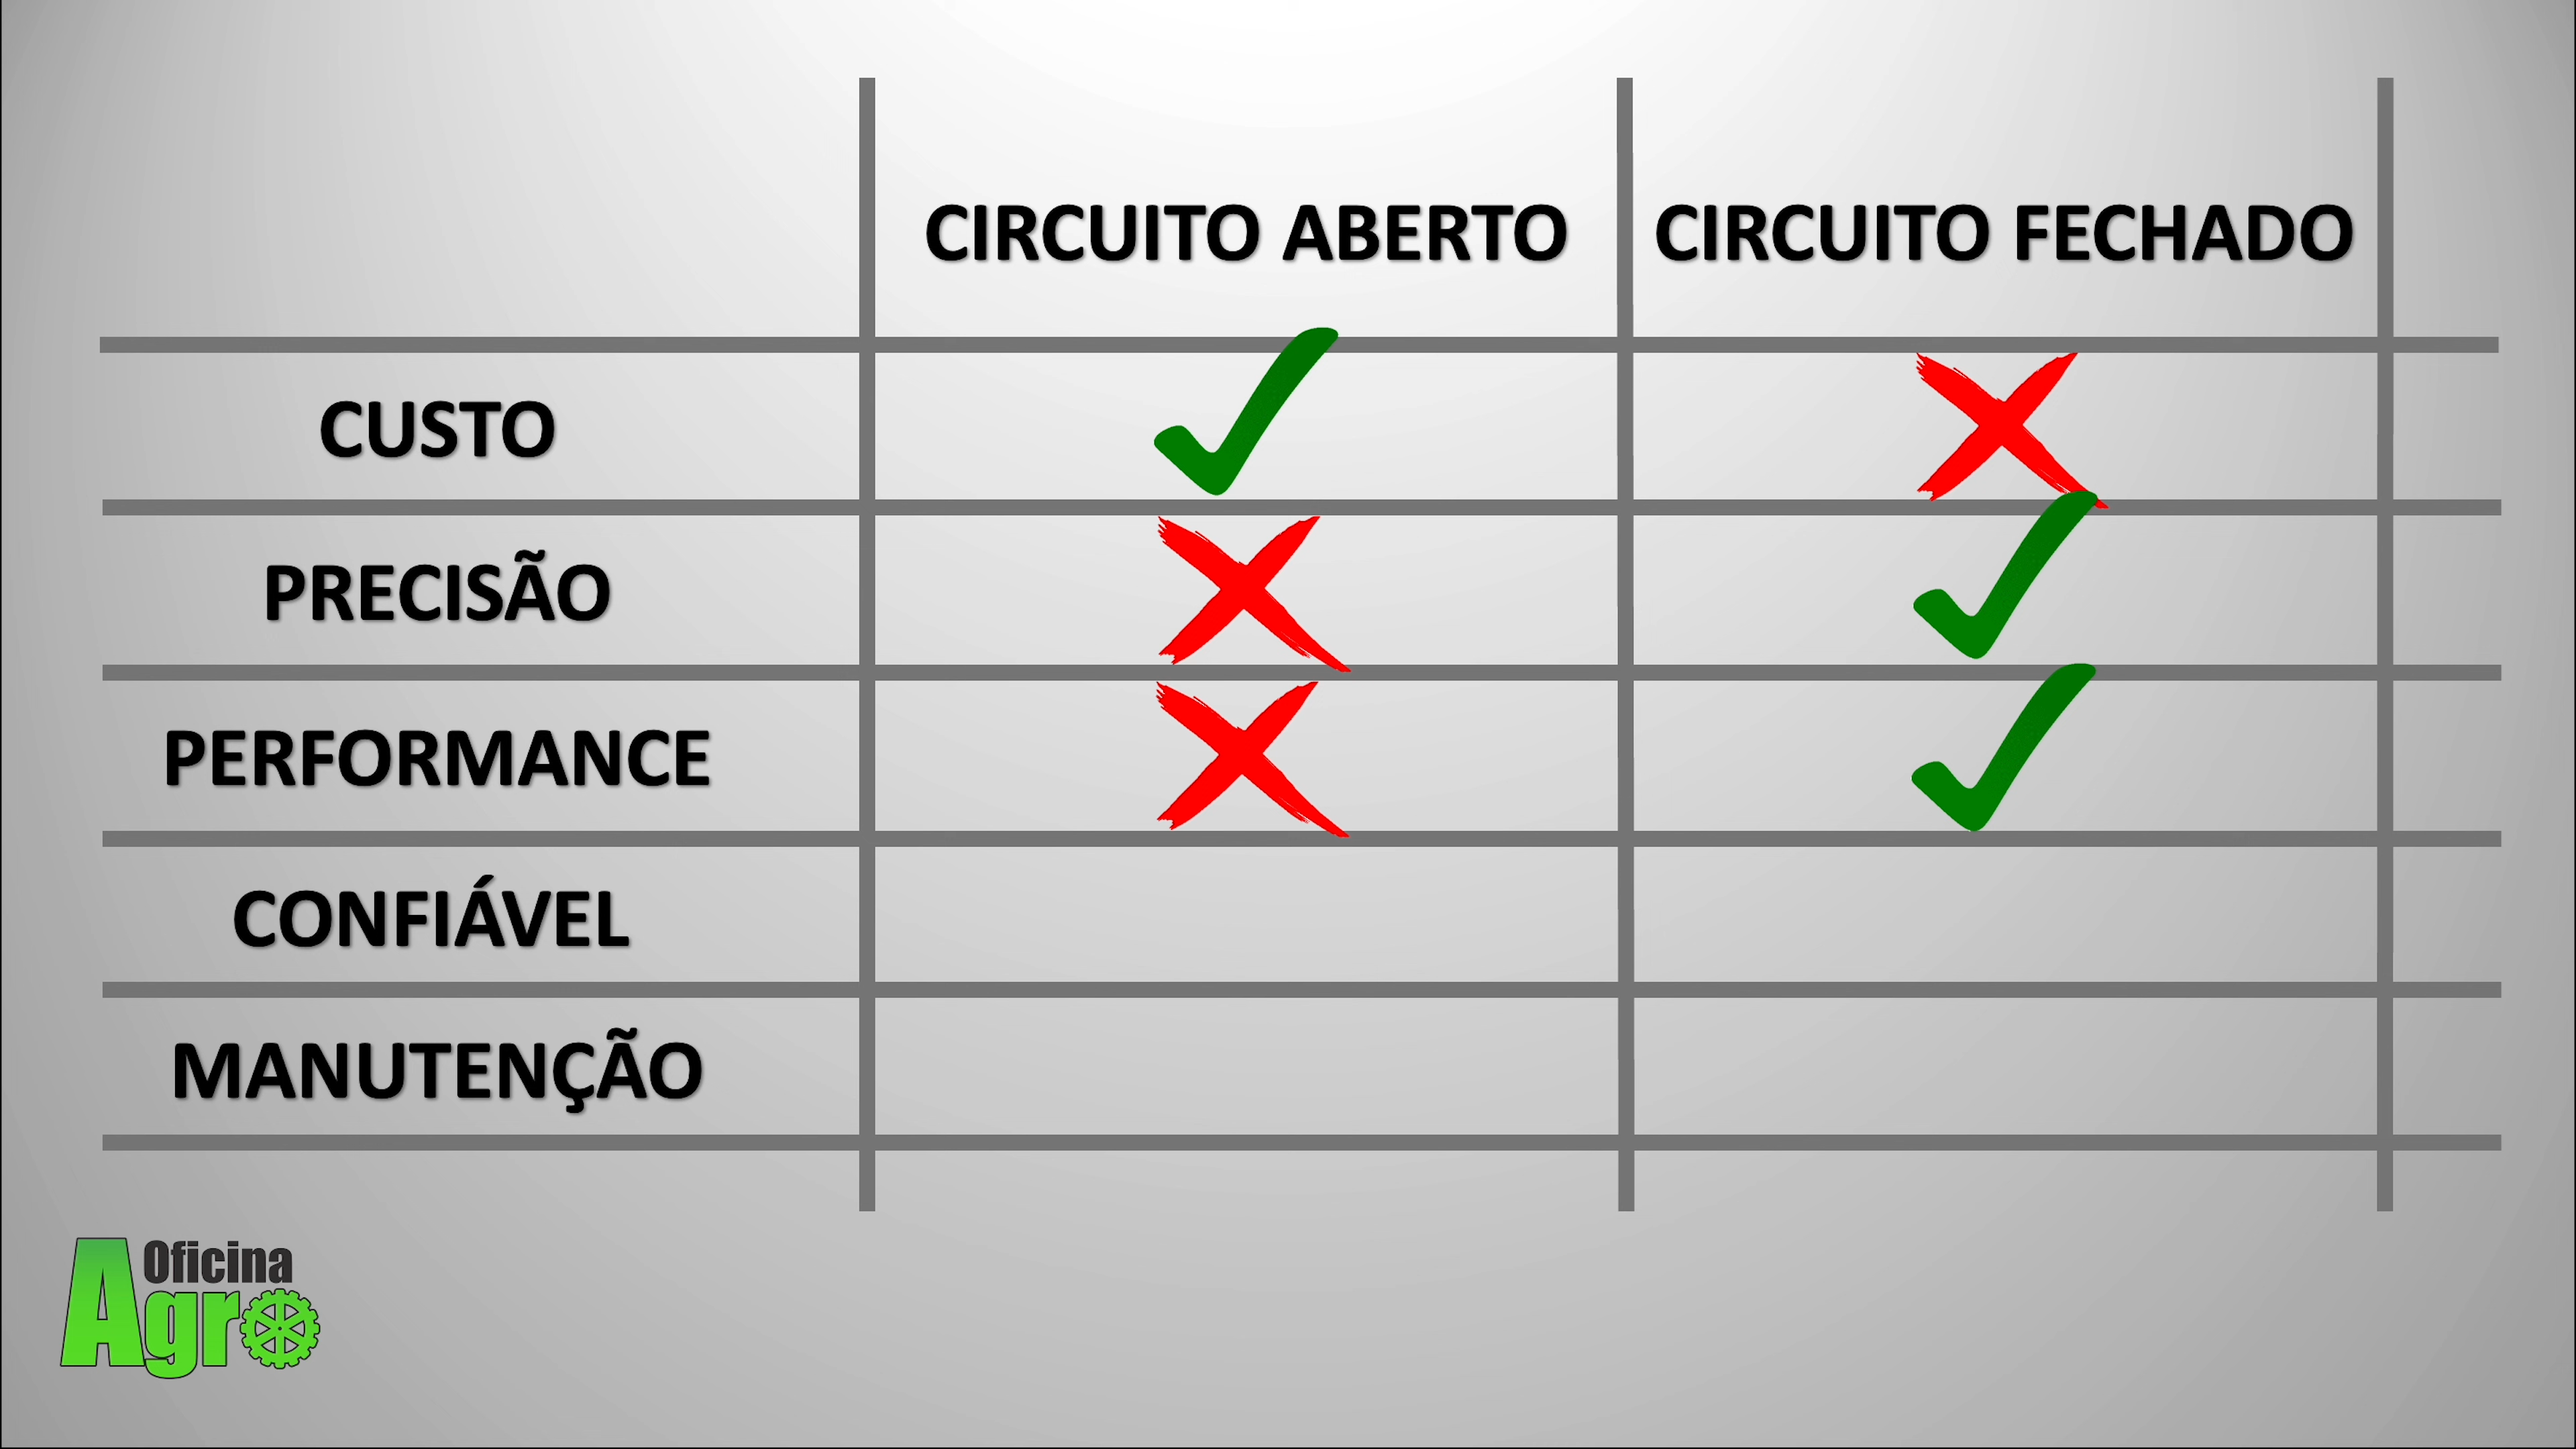 CIRCUITO ABERTO CIRCUITO FECHADO
CUSTO
PRECISÃO
PERFORMANCE
CONFIÁVEL
MANUTENÇÃO
Oficina
Agro